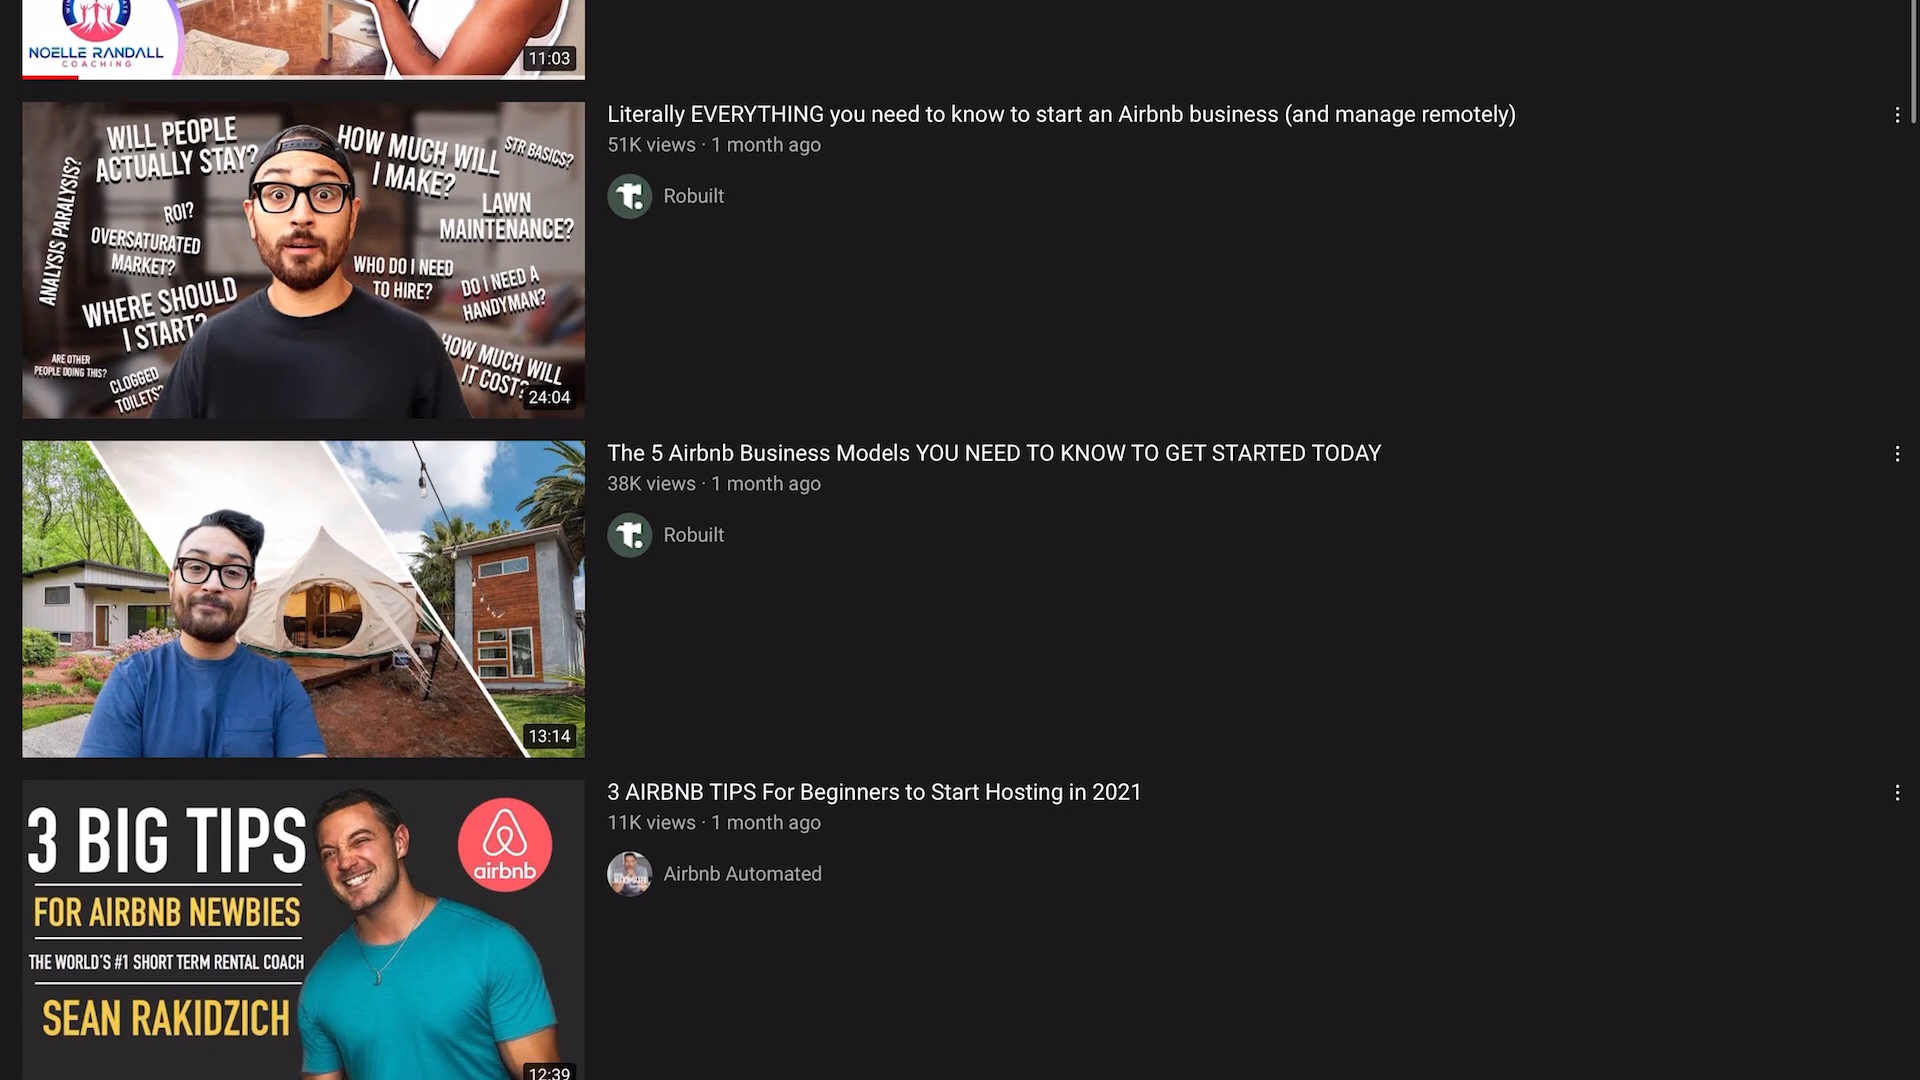 NOELLE RANDALL
COACHING
11:03
WILL PEOPLE
ACTUALLY STAY?
HOW MUCH WILL
I MAKE?
STR BASICS?
ANALYSIS PARALYSIS?
ROI?
LAWN
MAINTENANCE?
OVERSATURATED
MARKET?
WHO DO I NEED
TO HIRE?
DO I NEED A
HANDYMAN?
WHERE SHOULD
I START?
HOW MUCH WILL
IT COST?
ARE OTHER
PEOPLE DOING THIS?
CLOGGED
TOILETS?
24:04
Literally EVERYTHING you need to know to start an Airbnb business (and manage remotely)
51K views · 1 month ago
Robuilt
13:14
The 5 Airbnb Business Models YOU NEED TO KNOW TO GET STARTED TODAY
38K views · 1 month ago
Robuilt
3 BIG TIPS
FOR AIRBNB NEWBIES
THE WORLD'S #1 SHORT TERM RENTAL COACH
SEAN RAKIDZICH
airbnb
12:39
3 AIRBNB TIPS For Beginners to Start Hosting in 2021
11K views · 1 month ago
Airbnb Automated